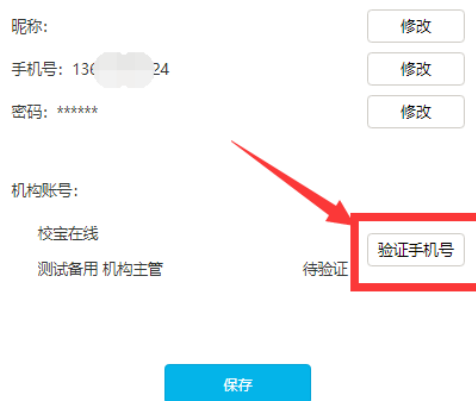 昵称： 修改
手机号：136 24 修改
密码：****** 修改
机构账号：
校宝在线
测试备用 机构主管 待验证 验证手机号
保存